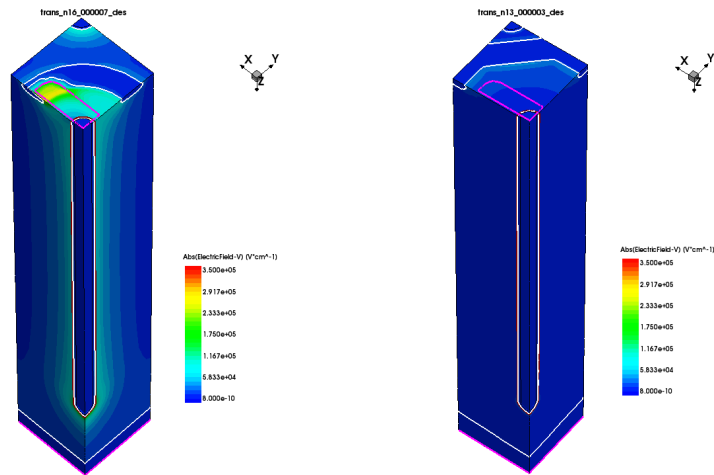 trans_n16_000007_des
X
Y
Z
Abs(ElectricField-V) (V*cm^-1)
3.500e+05
2.917e+05
2.333e+05
1.750e+05
1.167e+05
5.833e+04
8.000e-10
trans_n13_000003_des
X
Y
Z
Abs(ElectricField-V) (V*cm^-1)
3.500e+05
2.917e+05
2.333e+05
1.750e+05
1.167e+05
5.833e+04
8.000e-10